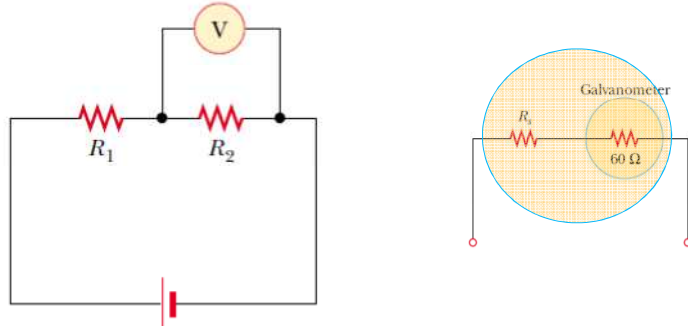 V
R1
R2
Galvanometer
Rs
60 Ω